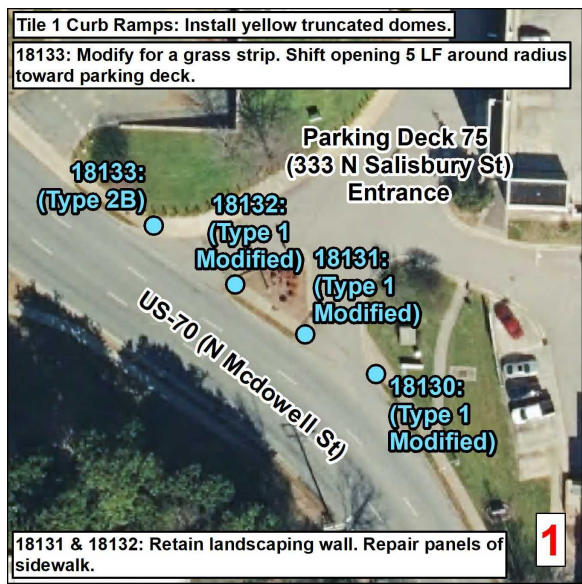 Tile 1 Curb Ramps: Install yellow truncated domes.
18133: Modify for a grass strip. Shift opening 5 LF around radius
toward parking deck.
Parking Deck 75
(333 N Salisbury St)
Entrance
18133:
(Type 2B)
18132:
(Type 1
Modified)
18131:
(Type 1
Modified)
US-70 (N Mcdowell St)
18130:
(Type 1
Modified)
18131 & 18132: Retain landscaping wall. Repair panels of
sidewalk.
1